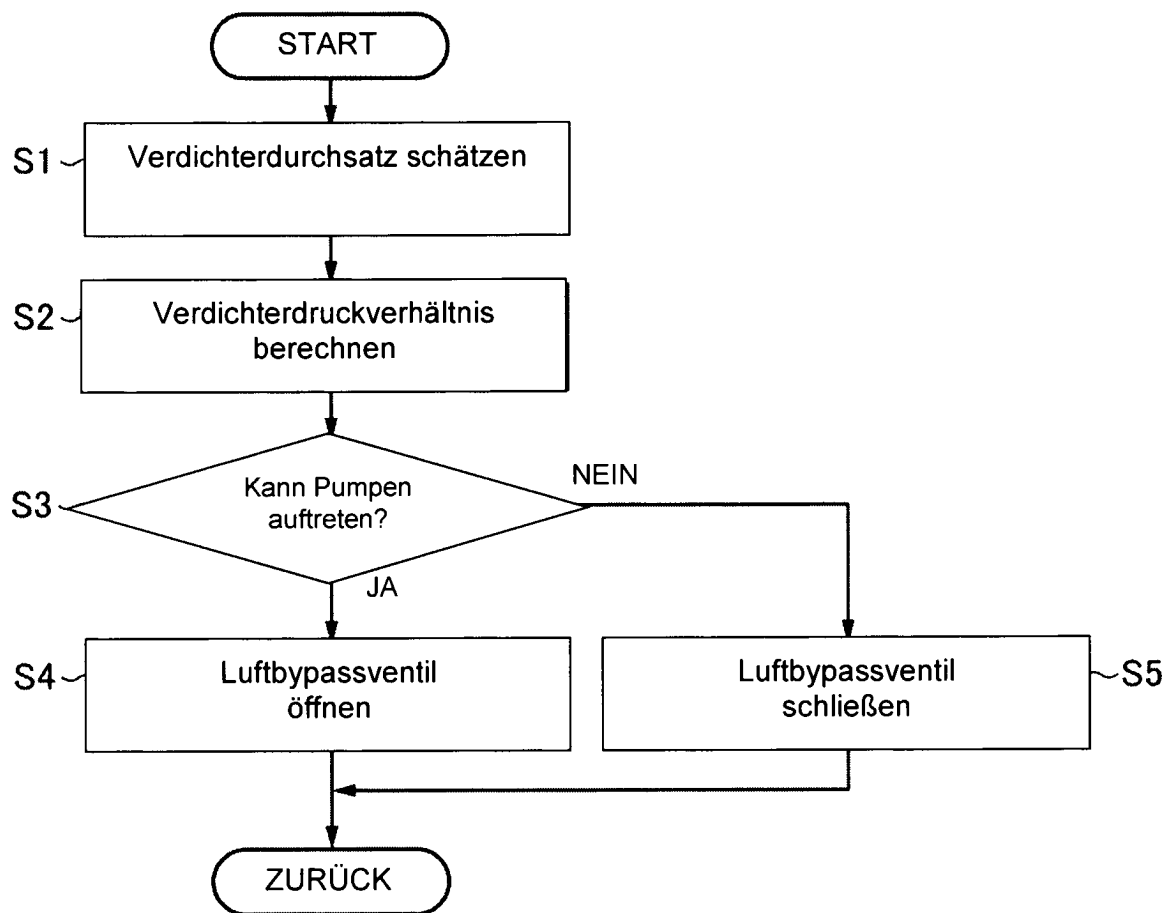 START
S1
Verdichterdurchsatz schätzen
S2
Verdichterdruckverhältnis
berechnen
S3
Kann Pumpen
auftreten?
NEIN
JA
S4
Luftbypassventil
öffnen
Luftbypassventil
schließen
S5
ZURÜCK